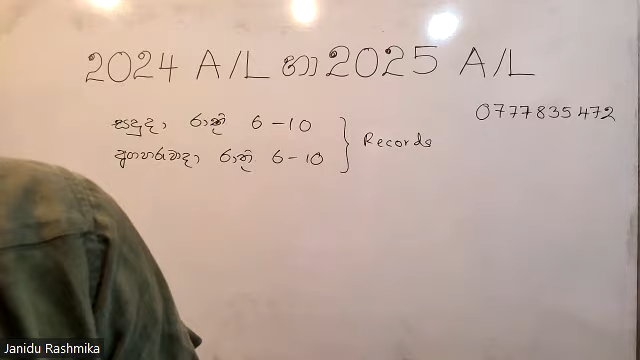 2024 A/L හා 2025 A/L
0777835472
සඳුදා රාත්‍රි 6-10
අඟහරුවාදා රාත්‍රි 6-10
Records
Janidu Rashmika